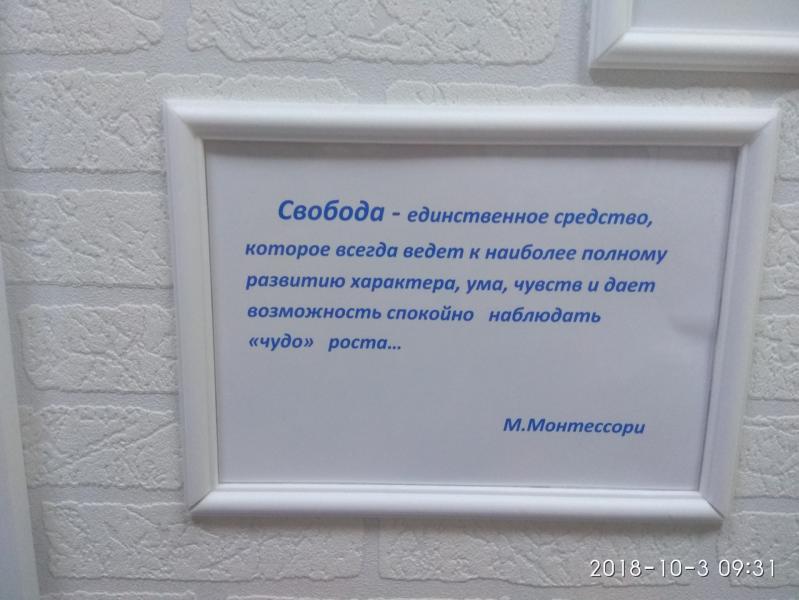 Свобода - единственное средство,
которое всегда ведет к наиболее полному
развитию характера, ума, чувств и дает
возможность спокойно наблюдать
«чудо» роста...
М.Монтессори
2018-10-3 09:31